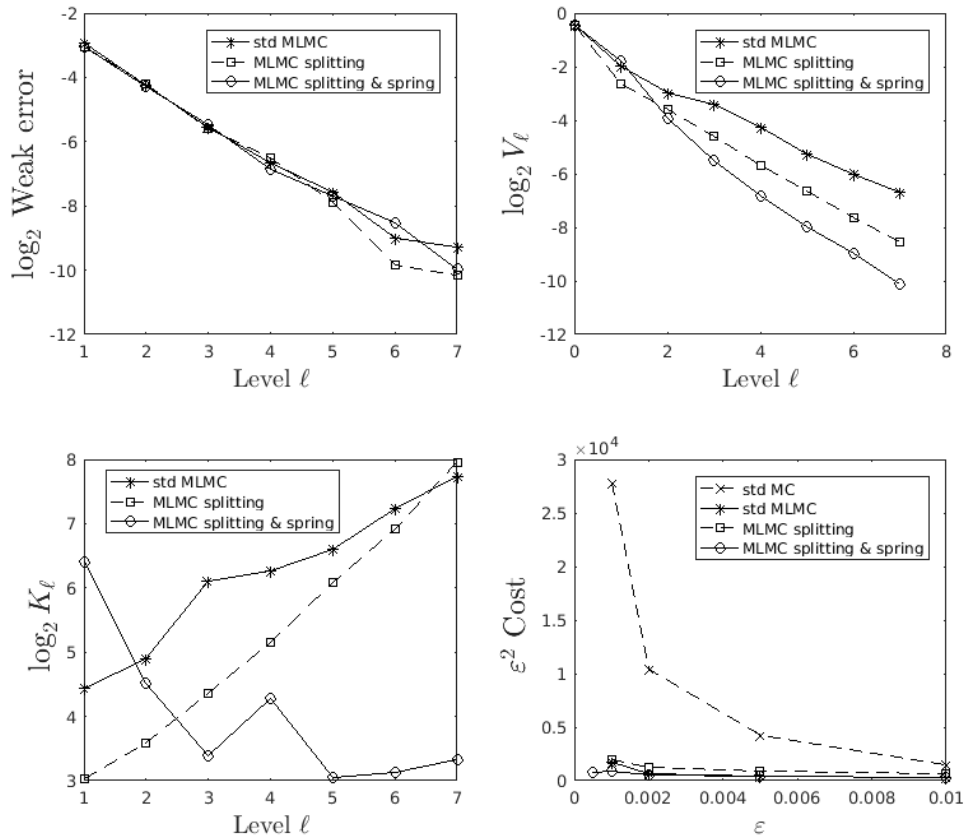 -2
-4
-6
-8
-10
-12
log₂ Weak error
std MLMC
MLMC splitting
MLMC splitting & spring
1 2 3 4 5 6 7
Level ℓ
0
-2
-4
-6
-8
-10
-12
log₂ Vℓ
std MLMC
MLMC splitting
MLMC splitting & spring
0 2 4 6 8
Level ℓ
8
7
6
5
4
3
log₂ Kℓ
std MLMC
MLMC splitting
MLMC splitting & spring
1 2 3 4 5 6 7
Level ℓ
×10⁴
3
2.5
2
1.5
1
0.5
0
ε² Cost
std MC
std MLMC
MLMC splitting
MLMC splitting & spring
0 0.002 0.004 0.006 0.008 0.01
ε